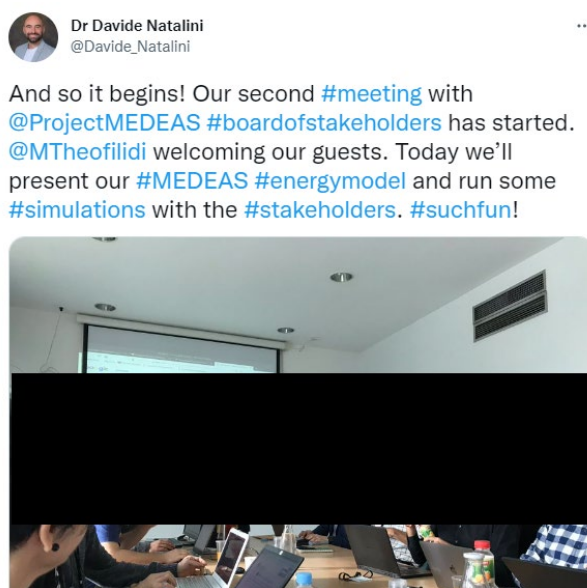 Dr Davide Natalini
@Davide_Natalini
And so it begins! Our second #meeting with
@ProjectMEDEAS #boardofstakeholders has started.
@MTheofilidi welcoming our guests. Today we’ll
present our #MEDEAS #energymodel and run some
#simulations with the #stakeholders. #suchfun!